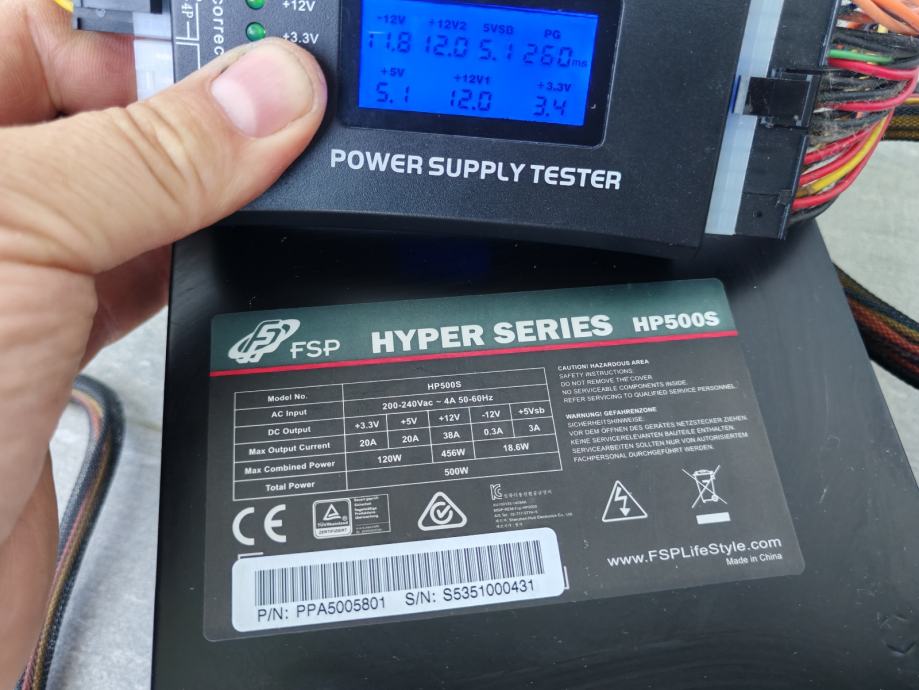 +12V
+3.3V
4P
correc
-12V +12V2 5VSB PG
11.8 12.0 5.1 260ms
+5V +12V1 +3.3V
5.1 12.0 3.4
POWER SUPPLY TESTER
FSP HYPER SERIES HP500S
Model No. HP500S
AC Input 200-240Vac ~ 4A 50-60Hz
DC Output +3.3V +5V +12V -12V +5Vsb
Max Output Current 20A 20A 38A 0.3A 3A
Max Combined Power 120W 456W 18.6W
Total Power 500W
CAUTION! HAZARDOUS AREA
SAFETY INSTRUCTIONS:
DO NOT REMOVE THE COVER
NO SERVICEABLE COMPONENTS INSIDE.
REFER SERVICING TO QUALIFIED SERVICE PERSONNEL.
WARNUNG! GEFAHRENZONE
SICHERHEITSHINWEISE:
VOR DEM ÖFFNEN DES GERÄTES NETZSTECKER ZIEHEN.
KEINE SERVICERELEVANTEN BAUTEILE ENTHALTEN.
SERVICEARBEITEN SOLLTEN NUR VON AUTORISIERTEM
FACHPERSONAL DURCHGEFÜHRT WERDEN.
CE
ZERTIFIZIERT
www.FSPLifeStyle.com
Made in China
P/N: PPA5005801 S/N: S5351000431